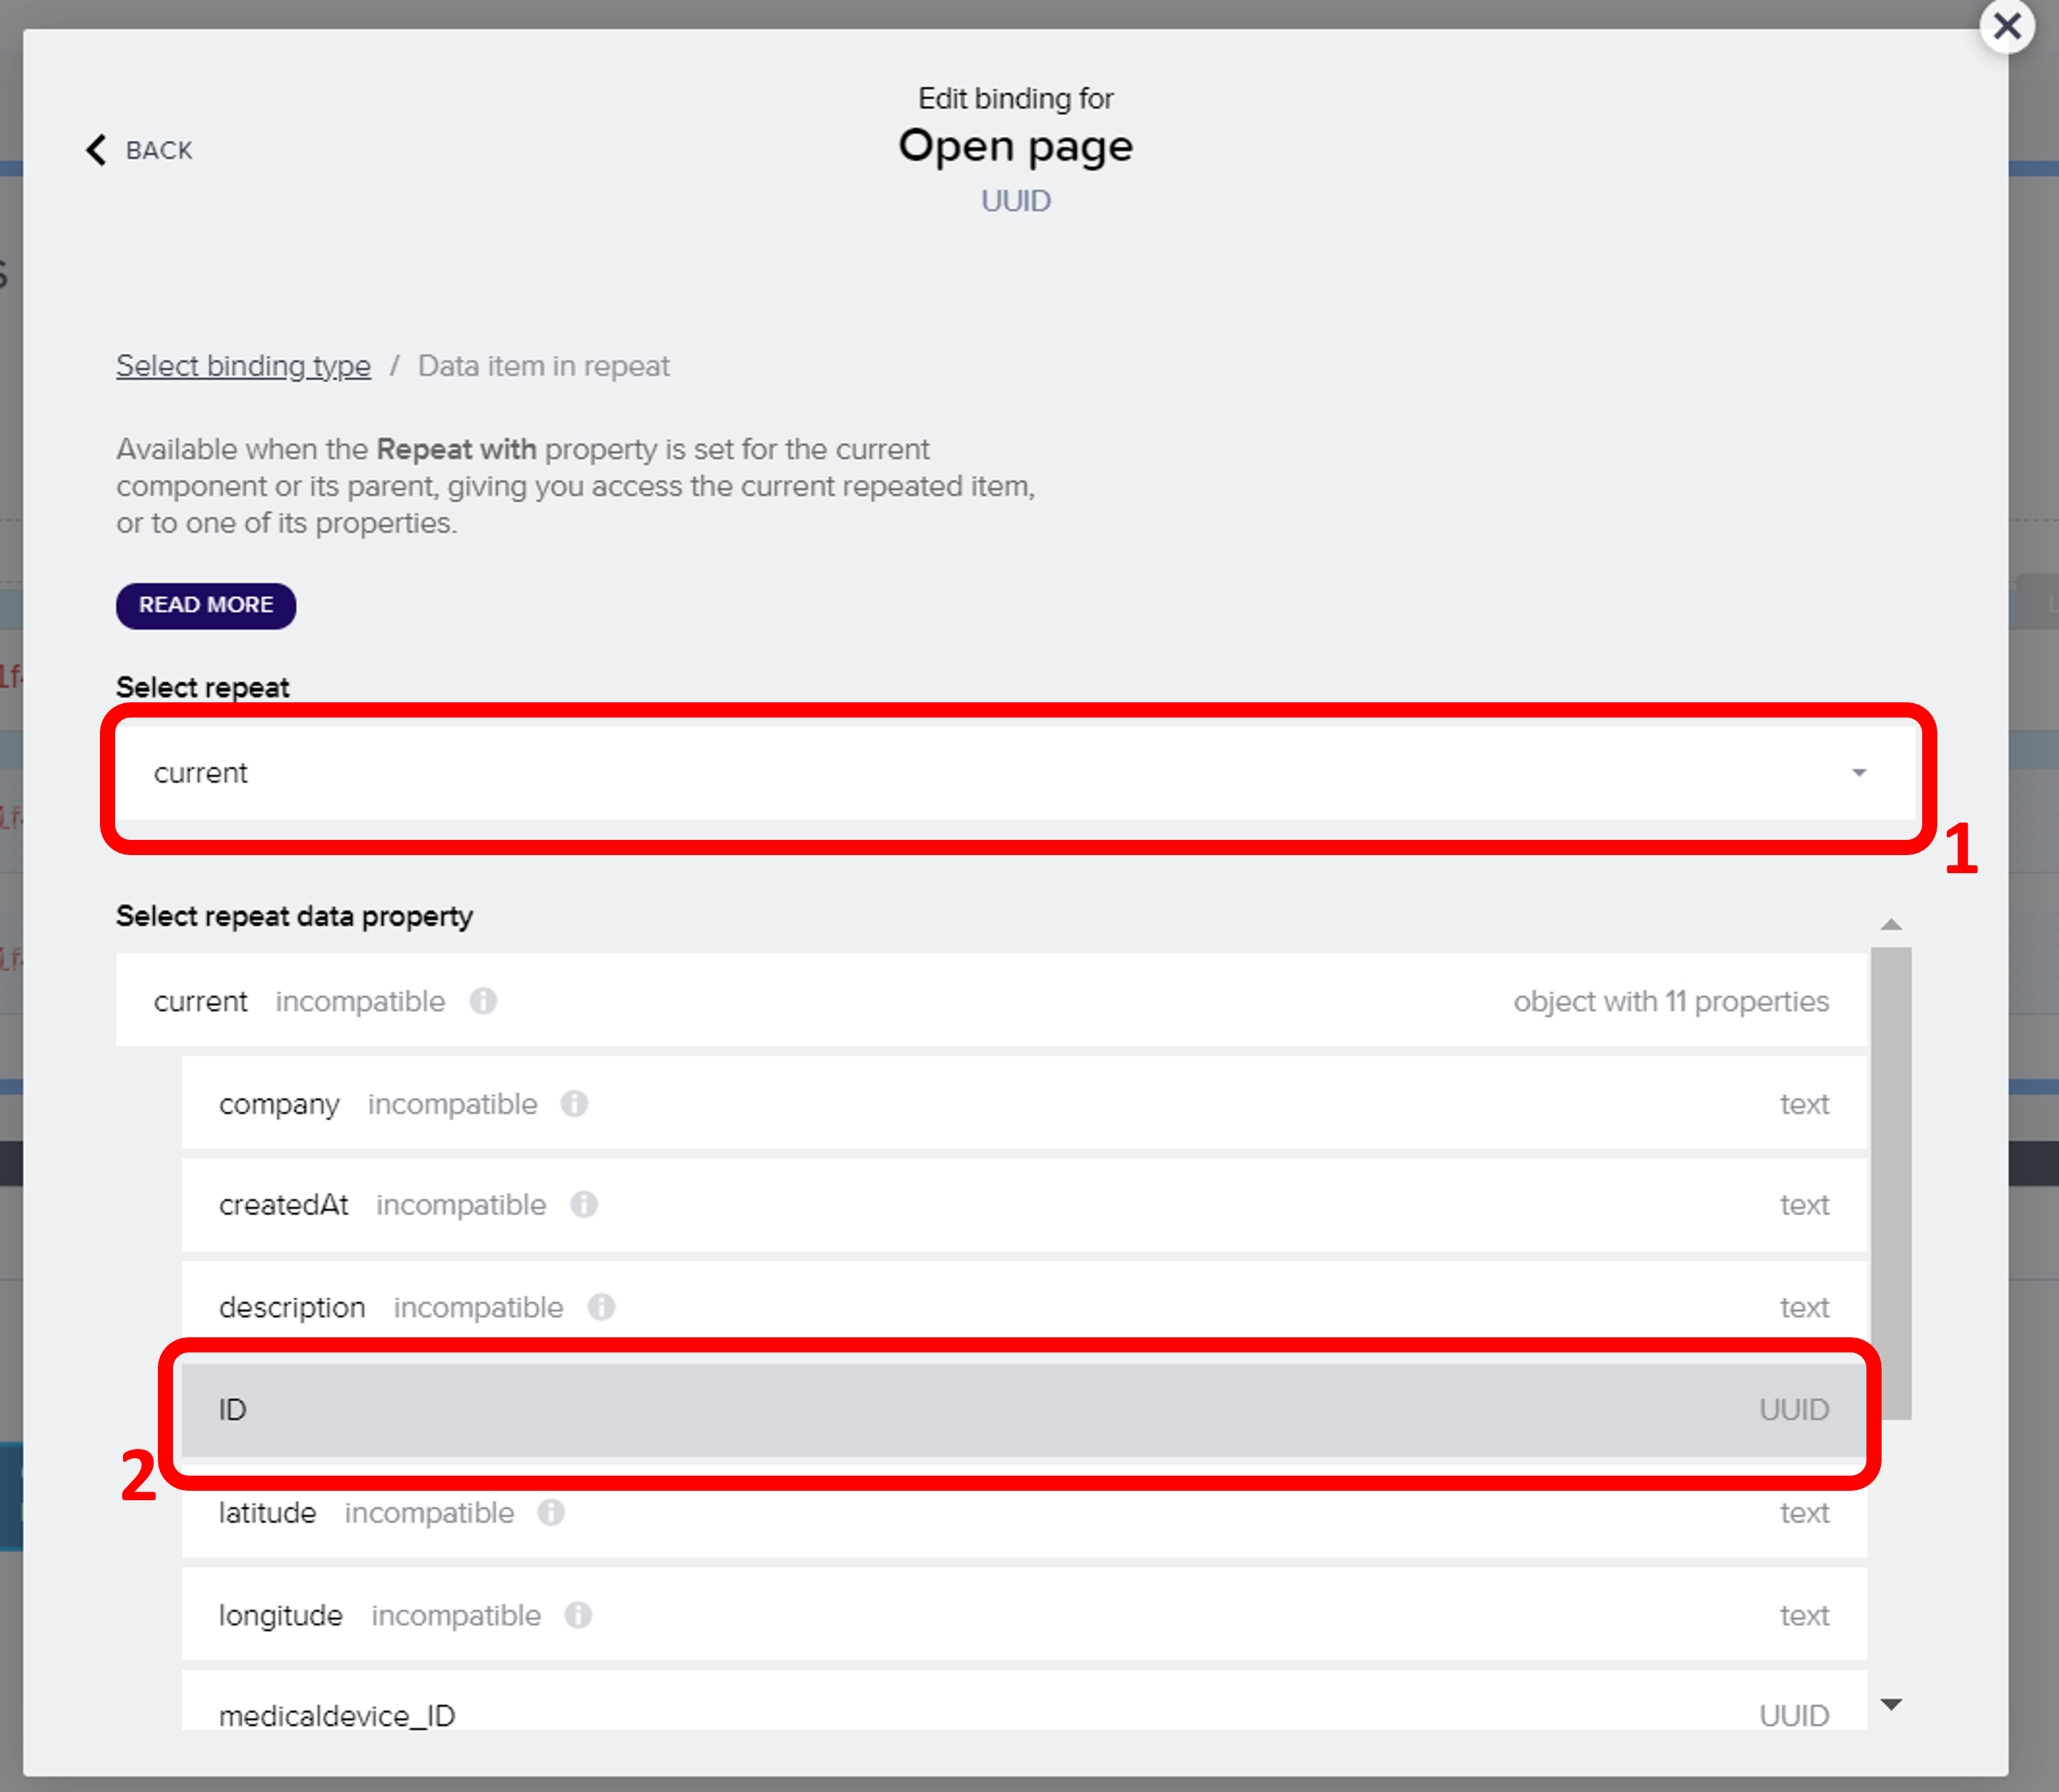 Edit binding for
BACK
Open page
UUID
Select binding type / Data item in repeat
Available when the Repeat with property is set for the current
component or its parent, giving you access the current repeated item,
or to one of its properties.
READ MORE
Select repeat
current
1
Select repeat data property
current incompatible object with 11 properties
company incompatible text
createdAt incompatible text
description incompatible text
ID UUID
2
latitude incompatible text
longitude incompatible text
medicaldevice_ID UUID